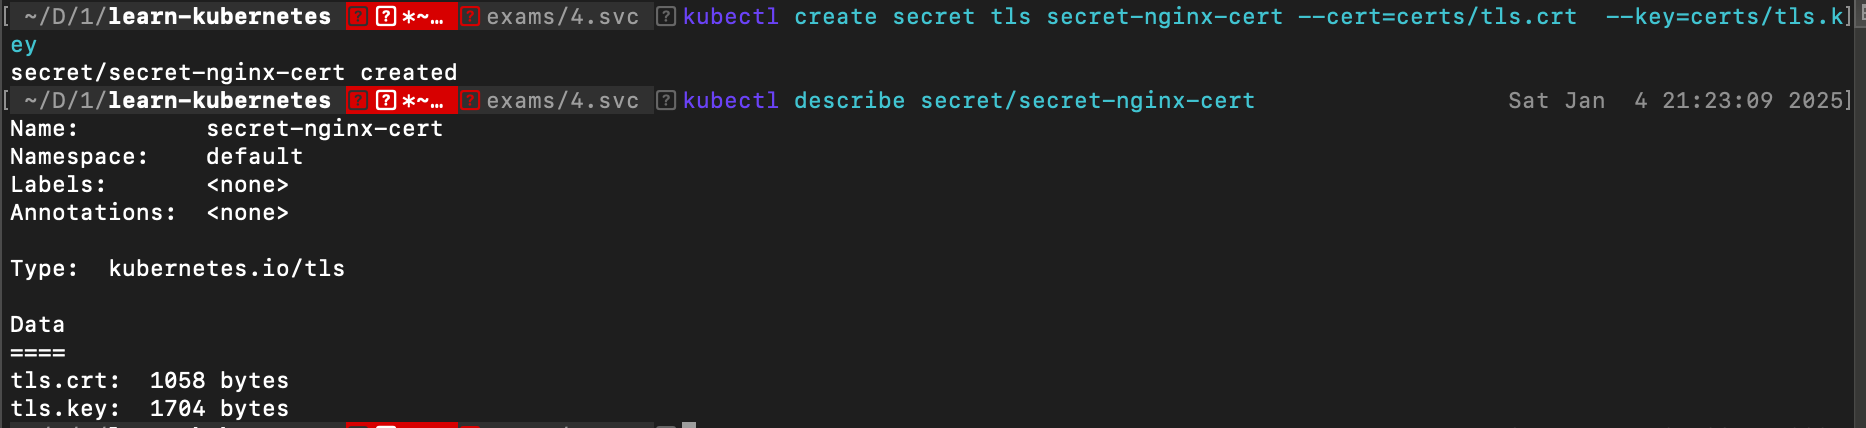 [ ~/D/1/learn-kubernetes ? ? *~… ? exams/4.svc ? kubectl create secret tls secret-nginx-cert --cert=certs/tls.crt  --key=certs/tls.k]
ey
secret/secret-nginx-cert created
[ ~/D/1/learn-kubernetes ? ? *~… ? exams/4.svc ? kubectl describe secret/secret-nginx-cert Sat Jan  4 21:23:09 2025]
Name:         secret-nginx-cert
Namespace:    default
Labels:       <none>
Annotations:  <none>
Type:  kubernetes.io/tls
Data
====
tls.crt:  1058 bytes
tls.key:  1704 bytes